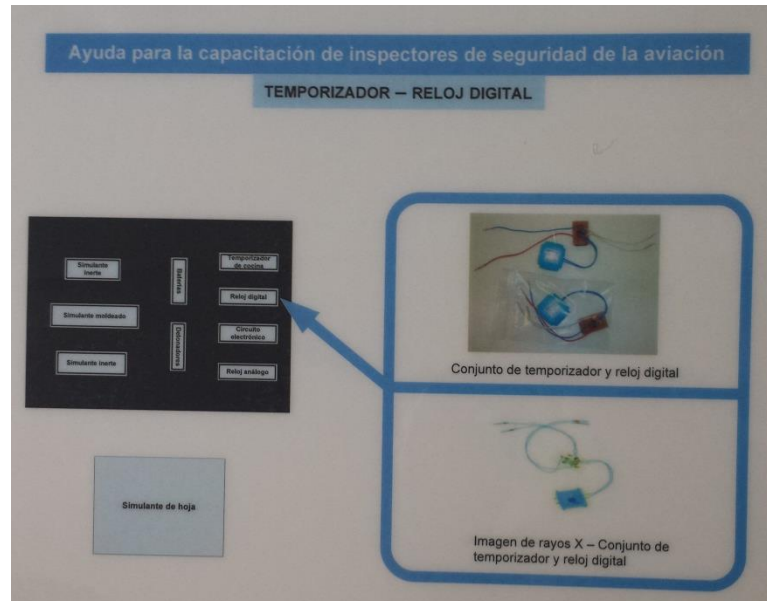 Ayuda para la capacitación de inspectores de seguridad de la aviación
TEMPORIZADOR – RELOJ DIGITAL
Simulante
inerte
Simulante moldeado
Simulante inerte
Baterías
Detonadores
Temporizador
de cocina
Reloj digital
Circuito
electrónico
Reloj análogo
Simulante de hoja
Conjunto de temporizador y reloj digital
Imagen de rayos X – Conjunto de
temporizador y reloj digital